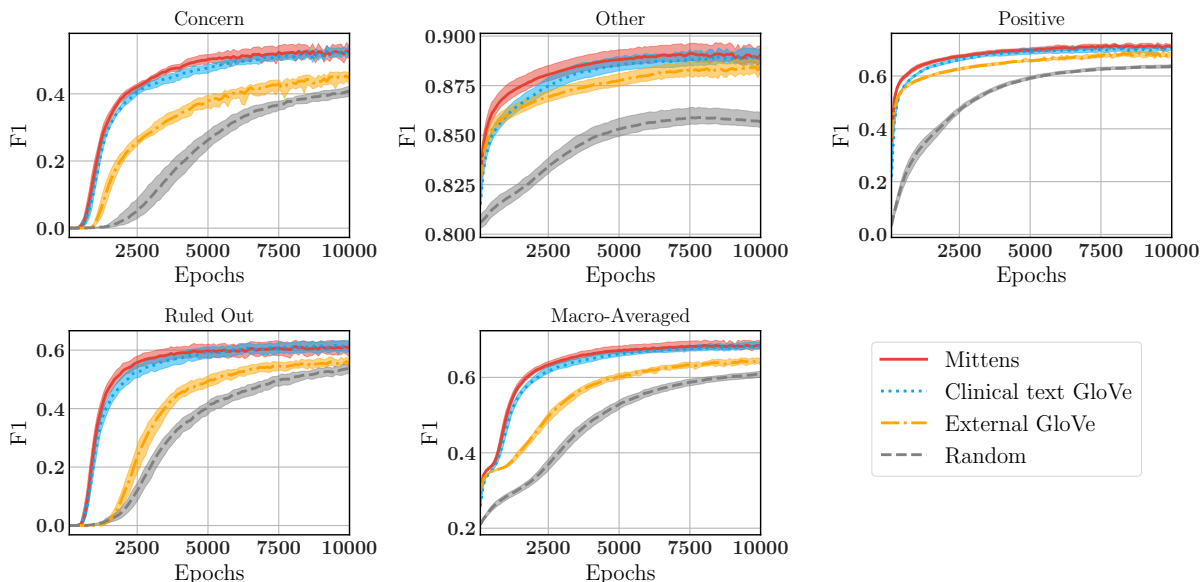 Concern
F1
0.4
0.2
0.0
2500 5000 7500 10000
Epochs
Other
F1
0.900
0.875
0.850
0.825
0.800
2500 5000 7500 10000
Epochs
Positive
F1
0.6
0.4
0.2
0.0
2500 5000 7500 10000
Epochs
Ruled Out
F1
0.6
0.4
0.2
0.0
2500 5000 7500 10000
Epochs
Macro-Averaged
F1
0.6
0.4
0.2
2500 5000 7500 10000
Epochs
Mittens
Clinical text GloVe
External GloVe
Random